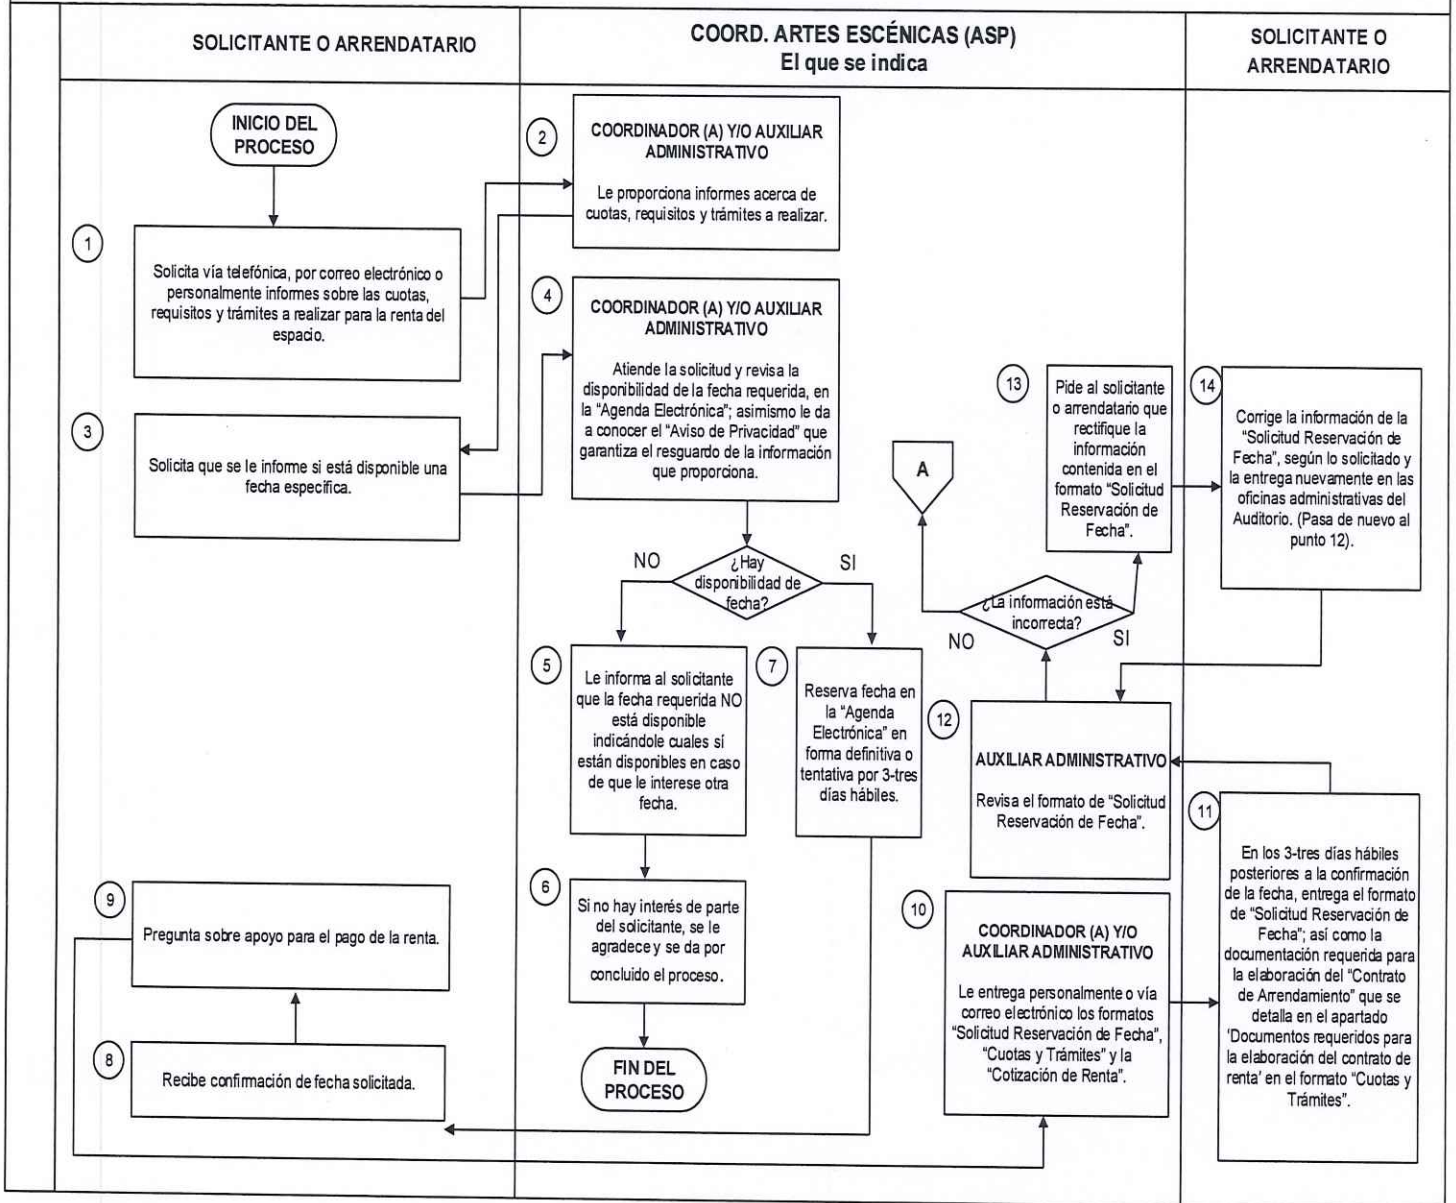 SOLICITANTE O ARRENDATARIO
COORD. ARTES ESCÉNICAS (ASP)
El que se indica
SOLICITANTE O
ARRENDATARIO
INICIO DEL
PROCESO
1
Solicita vía telefónica, por correo electrónico o
personalmente informes sobre las cuotas,
requisitos y trámites a realizar para la renta del
espacio.
2
COORDINADOR (A) Y/O AUXILIAR
ADMINISTRATIVO
Le proporciona informes acerca de
cuotas, requisitos y trámites a realizar.
3
Solicita que se le informe si está disponible una
fecha específica.
4
COORDINADOR (A) Y/O AUXILIAR
ADMINISTRATIVO
Atiende la solicitud y revisa la
disponibilidad de la fecha requerida, en
la “Agenda Electrónica”; asimismo le da
a conocer el “Aviso de Privacidad” que
garantiza el resguardo de la información
que proporciona.
¿Hay
disponibilidad de
fecha?
NO
SI
5
Le informa al solicitante
que la fecha requerida NO
está disponible
indicándole cuales sí
están disponibles en caso
de que le interese otra
fecha.
6
Si no hay interés de parte
del solicitante, se le
agradece y se da por
concluido el proceso.
FIN DEL
PROCESO
7
Reserva fecha en
la “Agenda
Electrónica” en
forma definitiva o
tentativa por 3-tres
días hábiles.
8
Recibe confirmación de fecha solicitada.
9
Pregunta sobre apoyo para el pago de la renta.
10
COORDINADOR (A) Y/O
AUXILIAR ADMINISTRATIVO
Le entrega personalmente o vía
correo electrónico los formatos
“Solicitud Reservación de Fecha”,
“Cuotas y Trámites” y la
“Cotización de Renta”.
11
En los 3-tres días hábiles
posteriores a la confirmación
de la fecha, entrega el formato
de “Solicitud Reservación de
Fecha”; así como la
documentación requerida para
la elaboración del “Contrato
de Arrendamiento” que se
detalla en el apartado
‘Documentos requeridos para
la elaboración del contrato de
renta’ en el formato “Cuotas y
Trámites”.
12
AUXILIAR ADMINISTRATIVO
Revisa el formato de “Solicitud
Reservación de Fecha”.
¿La información está
incorrecta?
NO
SI
A
13
Pide al solicitante
o arrendatario que
rectifique la
información
contenida en el
formato “Solicitud
Reservación de
Fecha”.
14
Corrige la información de la
“Solicitud Reservación de
Fecha”, según lo solicitado y
la entrega nuevamente en las
oficinas administrativas del
Auditorio. (Pasa de nuevo al
punto 12).